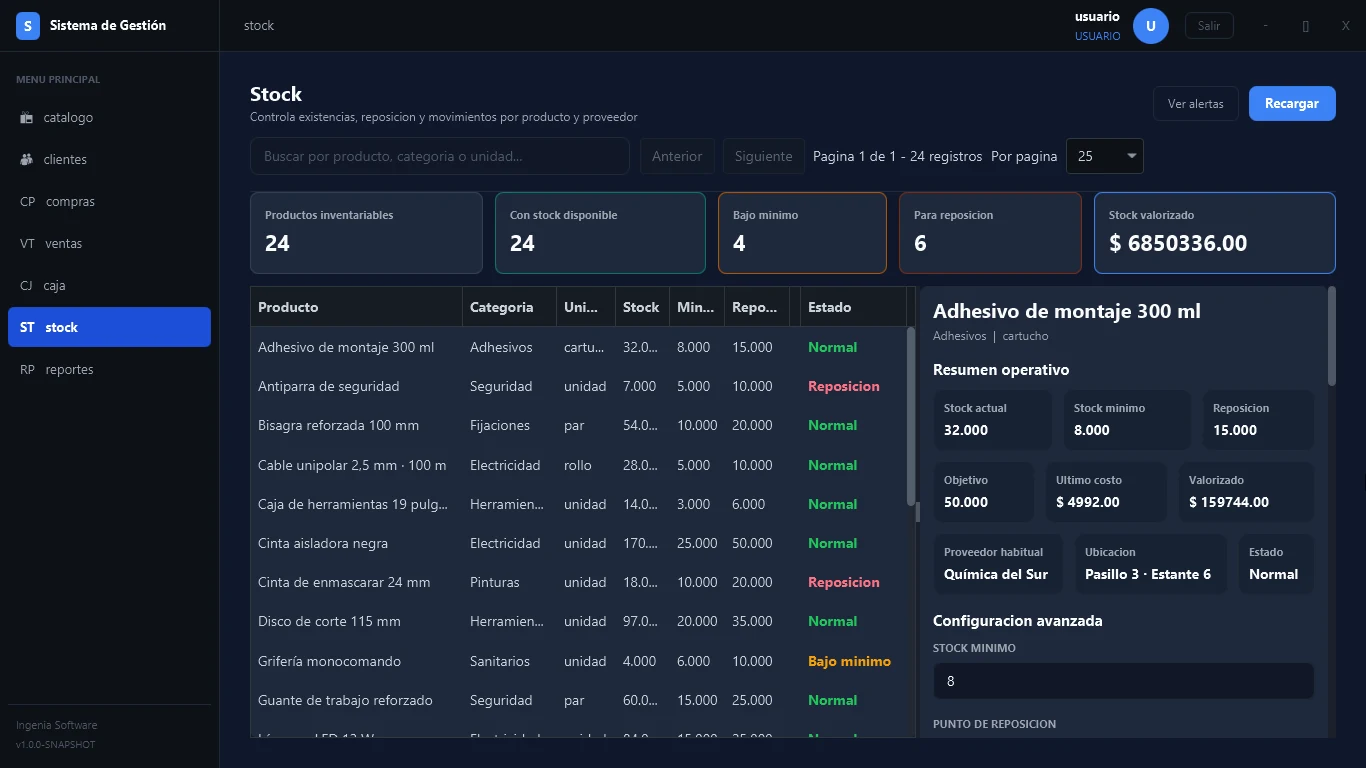 S Sistema de Gestión
stock
usuario
USUARIO
U
Salir
-
X
MENU PRINCIPAL
catalogo
clientes
CP compras
VT ventas
CJ caja
ST stock
RP reportes
Ingenia Software
v1.0.0-SNAPSHOT
Stock
Controla existencias, reposicion y movimientos por producto y proveedor
Ver alertas
Recargar
Buscar por producto, categoria o unidad...
Anterior
Siguiente
Pagina 1 de 1 - 24 registros Por pagina
25
Productos inventariables
24
Con stock disponible
24
Bajo minimo
4
Para reposicion
6
Stock valorizado
$ 6850336.00
Producto Categoria Uni... Stock Min... Repo... Estado
Adhesivo de montaje 300 ml Adhesivos cartu... 32.0... 8.000 15.000 Normal
Antiparra de seguridad Seguridad unidad 7.000 5.000 10.000 Reposicion
Bisagra reforzada 100 mm Fijaciones par 54.0... 10.000 20.000 Normal
Cable unipolar 2,5 mm · 100 m Electricidad rollo 28.0... 5.000 10.000 Normal
Caja de herramientas 19 pulg... Herramien... unidad 14.0... 3.000 6.000 Normal
Cinta aisladora negra Electricidad unidad 170.... 25.000 50.000 Normal
Cinta de enmascarar 24 mm Pinturas unidad 18.0... 10.000 20.000 Reposicion
Disco de corte 115 mm Herramien... unidad 97.0... 20.000 35.000 Normal
Grifería monocomando Sanitarios unidad 4.000 6.000 10.000 Bajo minimo
Guante de trabajo reforzado Seguridad par 60.0... 15.000 25.000 Normal
Adhesivo de montaje 300 ml
Adhesivos | cartucho
Resumen operativo
Stock actual
32.000
Stock minimo
8.000
Reposicion
15.000
Objetivo
50.000
Ultimo costo
$ 4992.00
Valorizado
$ 159744.00
Proveedor habitual
Química del Sur
Ubicacion
Pasillo 3 · Estante 6
Estado
Normal
Configuracion avanzada
STOCK MINIMO
8
PUNTO DE REPOSICION